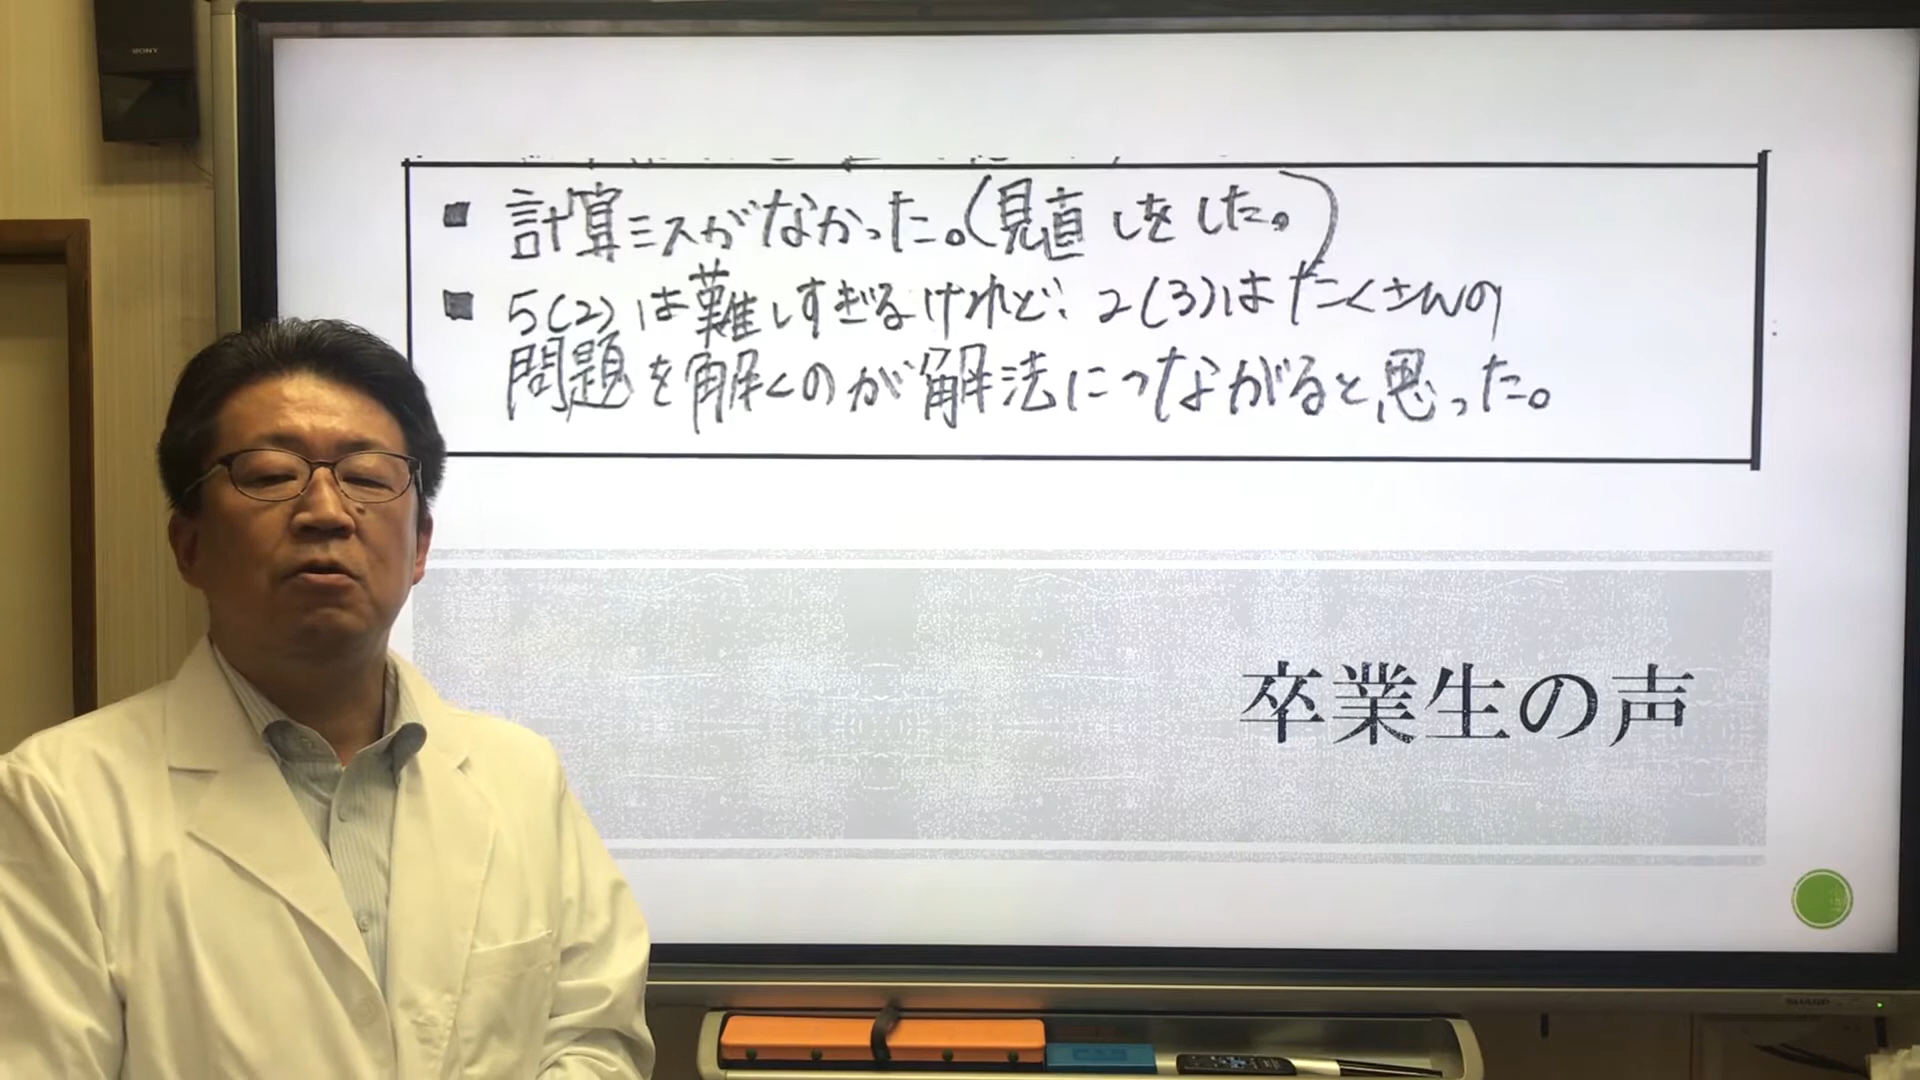 SONY
■ 計算ミスがなかった。(見直しをした。)
■ 5(2)は難しすぎるけれど、2(3)はたくさんの
問題を解くのが解法につながると思った。
卒業生の声
SHARP